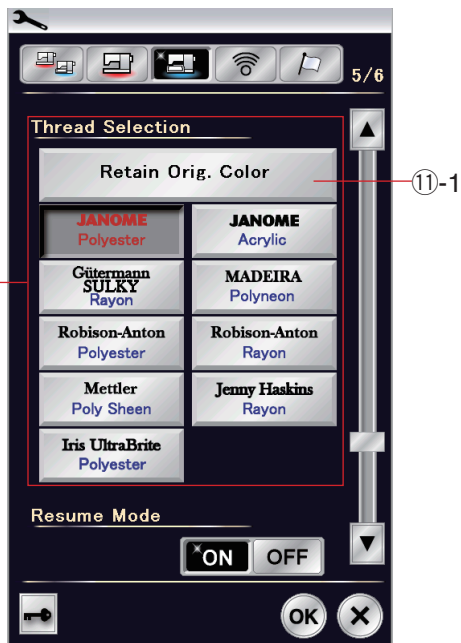 5/6
Thread Selection
Retain Orig. Color
⑪-1
JANOME
Polyester
JANOME
Acrylic
Gütermann
SULKY
Rayon
MADEIRA
Polyneon
Robison-Anton
Polyester
Robison-Anton
Rayon
Mettler
Poly Sheen
Jenny Haskins
Rayon
Iris UltraBrite
Polyester
Resume Mode
ON OFF
OK X